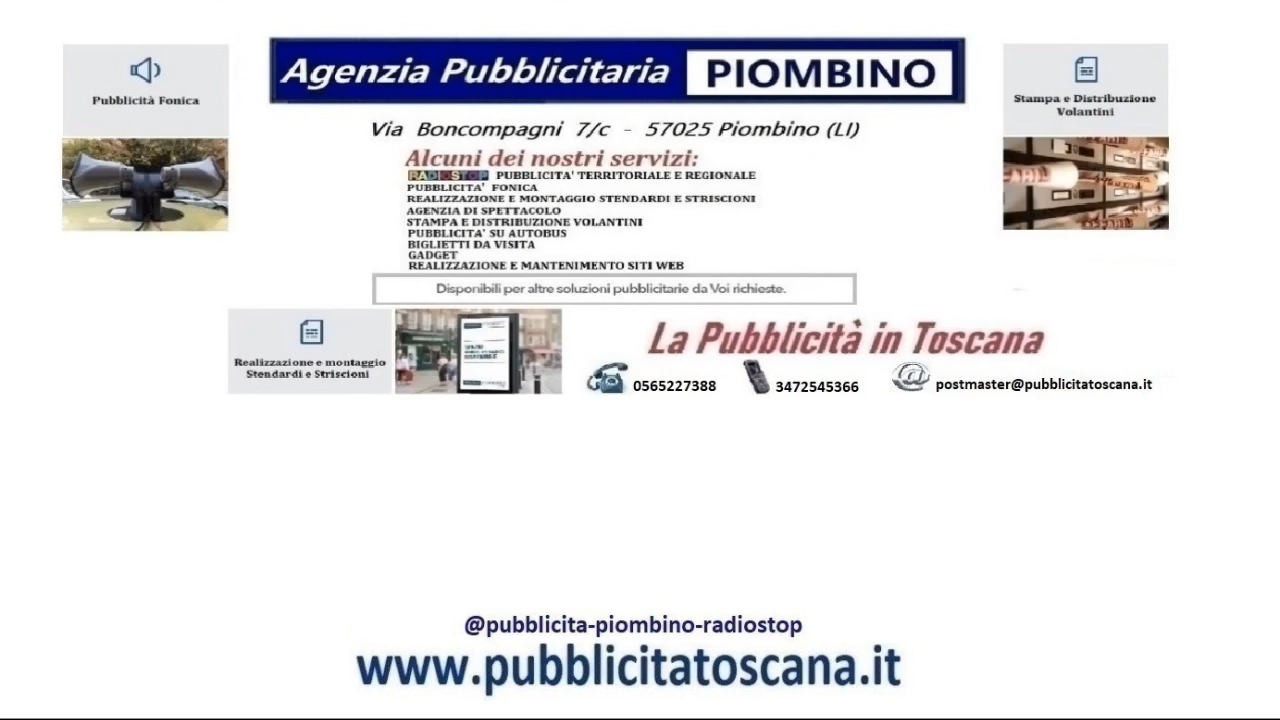 Agenzia Pubblicitaria PIOMBINO
Pubblicità Fonica
Stampa e Distribuzione
Volantini
Via Boncompagni 7/c - 57025 Piombino (LI)
Alcuni dei nostri servizi:
RADIOSTOP PUBBLICITA' TERRITORIALE E REGIONALE
PUBBLICITA' FONICA
REALIZZAZIONE E MONTAGGIO STENDARDI E STRISCIONI
AGENZIA DI SPETTACOLO
STAMPA E DISTRIBUZIONE VOLANTINI
PUBBLICITA' SU AUTOBUS
BIGLIETTI DA VISITA
GADGET
REALIZZAZIONE E MANTENIMENTO SITI WEB
Disponibili per altre soluzioni pubblicitarie da Voi richieste.
Realizzazione e montaggio
Stendardi e Striscioni
La Pubblicità in Toscana
0565227388 3472545366 postmaster@pubblicitatoscana.it
@pubblicita-piombino-radiostop
www.pubblicitatoscana.it